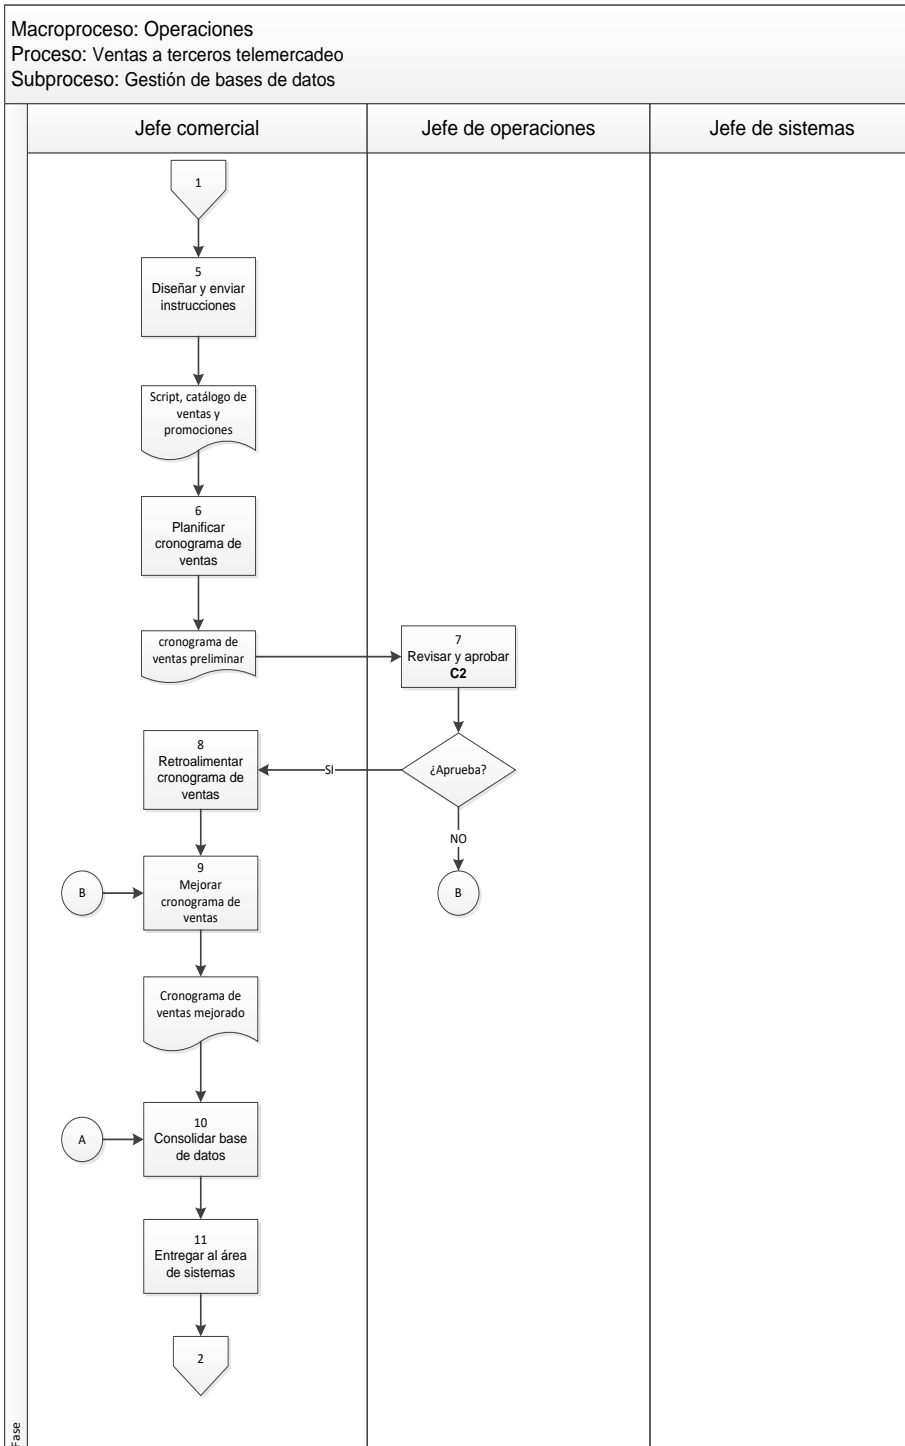 Macroproceso: Operaciones
Proceso: Ventas a terceros telemercadeo
Subproceso: Gestión de bases de datos
Jefe comercial
Jefe de operaciones
Jefe de sistemas
1
5
Diseñar y enviar
instrucciones
Script, catálogo de
ventas y
promociones
6
Planificar
cronograma de
ventas
cronograma de
ventas preliminar
7
Revisar y aprobar
C2
¿Aprueba?
SI
8
Retroalimentar
cronograma de
ventas
NO
B
B
9
Mejorar
cronograma de
ventas
Cronograma de
ventas mejorado
A
10
Consolidar base
de datos
11
Entregar al área
de sistemas
2
Fase